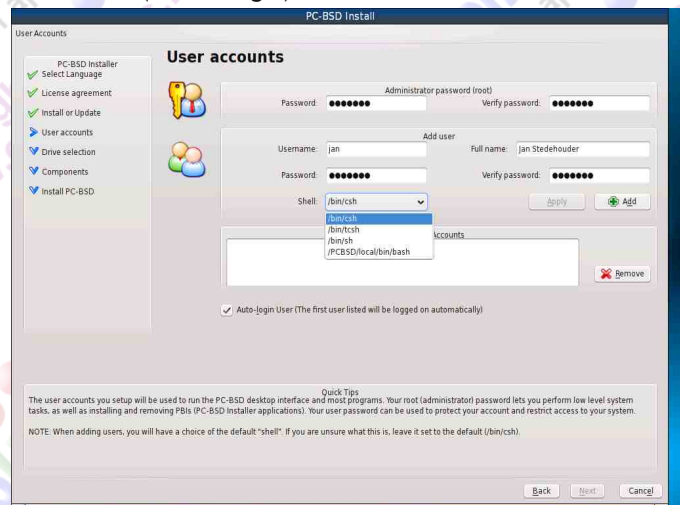 PC-BSD Install
User Accounts
PC-BSD Installer
Select Language
License agreement
Install or Update
User accounts
Drive selection
Components
Install PC-BSD
User accounts
Administrator password (root)
Password: ●●●●●●● Verify password: ●●●●●●●
Add user
Username: jan Full name: Jan Stedehouder
Password: ●●●●●●● Verify password: ●●●●●●●
Shell: /bin/csh Apply Add
/bin/csh
/bin/tcsh
/bin/sh
/PCBSD/local/bin/bash
Accounts
Remove
Auto-login User (The first user listed will be logged on automatically)
Quick Tips
The user accounts you setup will be used to run the PC-BSD desktop interface and most programs. Your root (administrator) password lets you perform low level system
tasks, as well as installing and removing PBIs (PC-BSD Installer applications). Your user password can be used to protect your account and restrict access to your system.
NOTE: When adding users, you will have a choice of the default "shell". If you are unsure what this is, leave it set to the default (/bin/csh).
Back Next Cancel